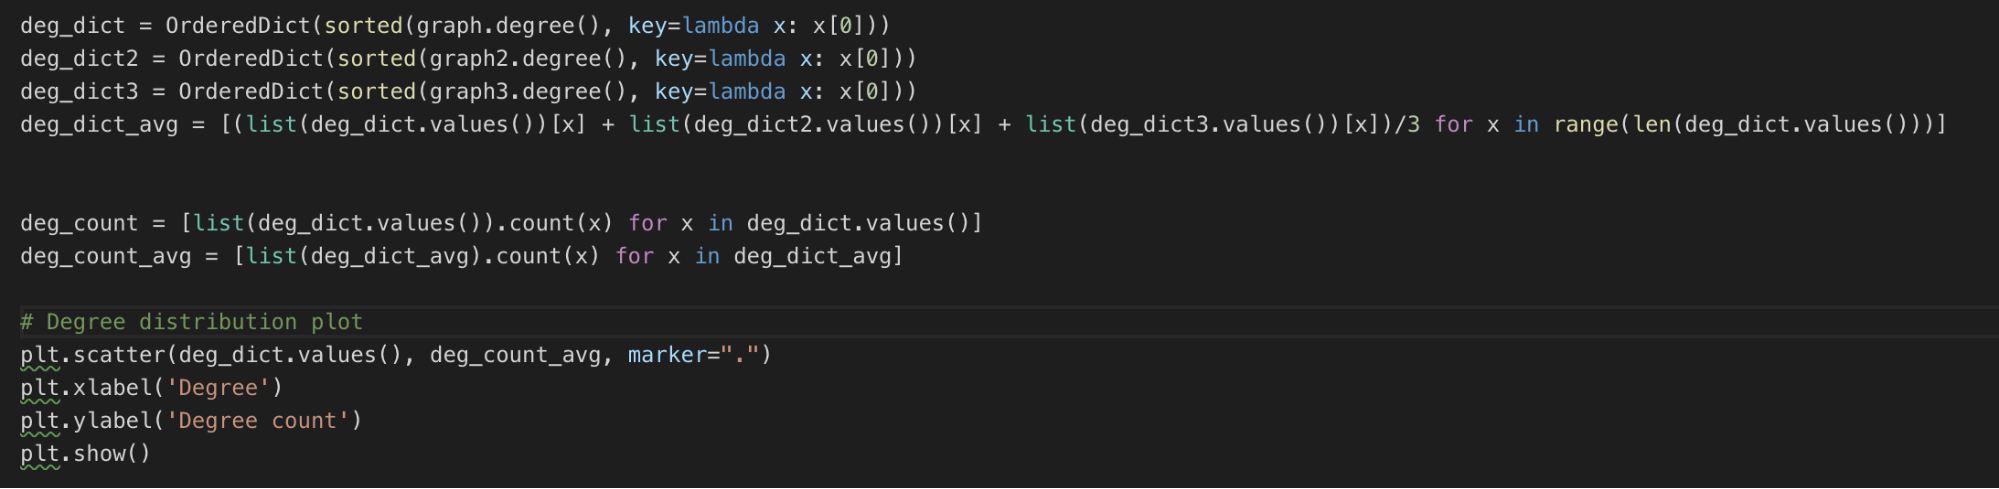 deg_dict = OrderedDict(sorted(graph.degree(), key=lambda x: x[0]))
deg_dict2 = OrderedDict(sorted(graph2.degree(), key=lambda x: x[0]))
deg_dict3 = OrderedDict(sorted(graph3.degree(), key=lambda x: x[0]))
deg_dict_avg = [(list(deg_dict.values())[x] + list(deg_dict2.values())[x] + list(deg_dict3.values())[x])/3 for x in range(len(deg_dict.values()))]
deg_count = [list(deg_dict.values()).count(x) for x in deg_dict.values()]
deg_count_avg = [list(deg_dict_avg).count(x) for x in deg_dict_avg]
# Degree distribution plot
plt.scatter(deg_dict.values(), deg_count_avg, marker=".")
plt.xlabel('Degree')
plt.ylabel('Degree count')
plt.show()